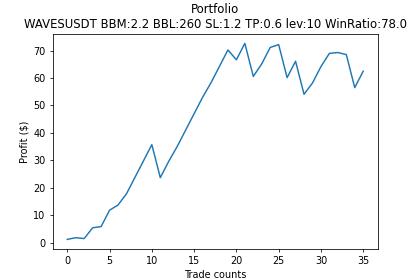 Portfolio
WAVESUSDT BBM:2.2 BBL:260 SL:1.2 TP:0.6 lev:10 WinRatio:78.0
70
60
50
40
30
20
10
0
Profit ($)
0 5 10 15 20 25 30 35
Trade counts